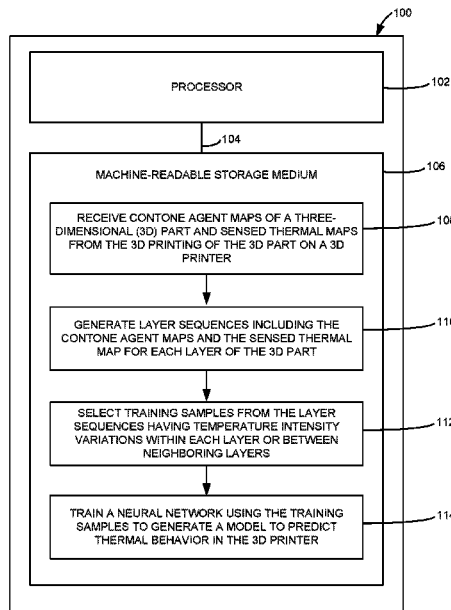 100
PROCESSOR
102
104
MACHINE-READABLE STORAGE MEDIUM
106
RECEIVE CONTONE AGENT MAPS OF A THREE-
DIMENSIONAL (3D) PART AND SENSED THERMAL MAPS
FROM THE 3D PRINTING OF THE 3D PART ON A 3D
PRINTER
108
GENERATE LAYER SEQUENCES INCLUDING THE
CONTONE AGENT MAPS AND THE SENSED THERMAL
MAP FOR EACH LAYER OF THE 3D PART
110
SELECT TRAINING SAMPLES FROM THE LAYER
SEQUENCES HAVING TEMPERATURE INTENSITY
VARIATIONS WITHIN EACH LAYER OR BETWEEN
NEIGHBORING LAYERS
112
TRAIN A NEURAL NETWORK USING THE TRAINING
SAMPLES TO GENERATE A MODEL TO PREDICT
THERMAL BEHAVIOR IN THE 3D PRINTER
114